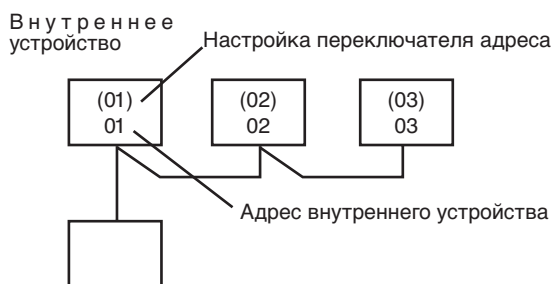 Внутреннее
устройство
Настройка переключателя адреса
(01)
01
(02)
02
(03)
03
Адрес внутреннего устройства